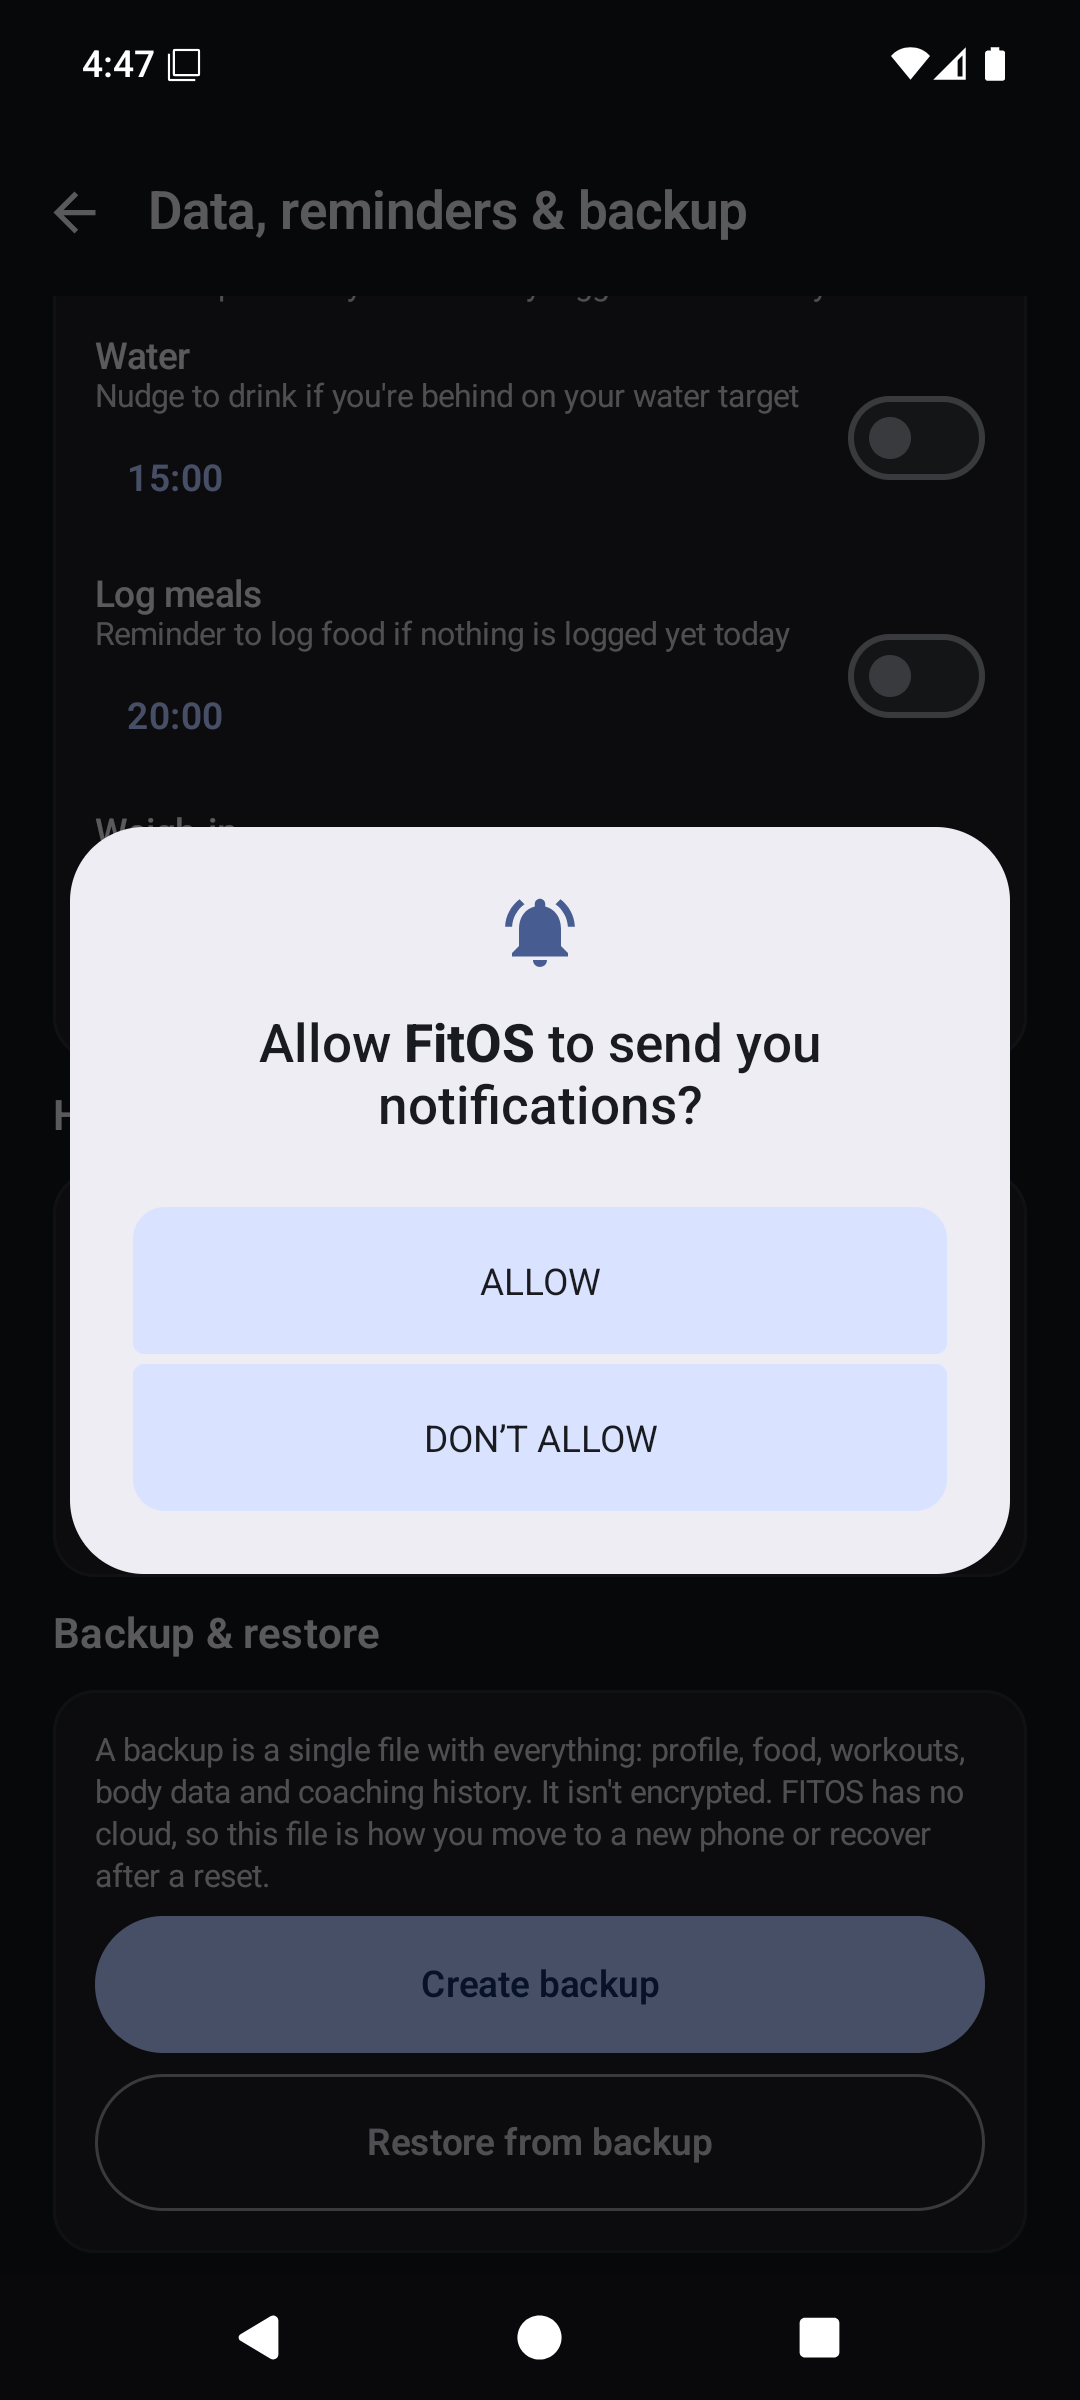 4:47
Data, reminders & backup
Water
Nudge to drink if you're behind on your water target
15:00
Log meals
Reminder to log food if nothing is logged yet today
20:00
Allow FitOS to send you
notifications?
ALLOW
DON’T ALLOW
Backup & restore
A backup is a single file with everything: profile, food, workouts,
body data and coaching history. It isn't encrypted. FITOS has no
cloud, so this file is how you move to a new phone or recover
after a reset.
Create backup
Restore from backup